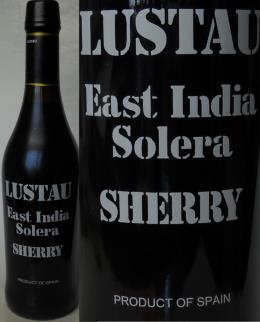 LUSTAU
East India
Solera
SHERRY
PRODUCT OF SPAIN
LUSTAU
East India
Solera
SHERRY
PRODUCT OF SPAIN